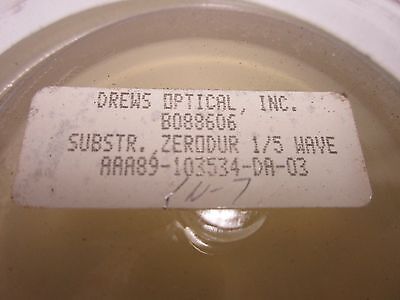 DREWS OPTICAL, INC.
B088606
SUBSTR. ZERODUR 1/5 WAVE
AAA89-103534-DA-03